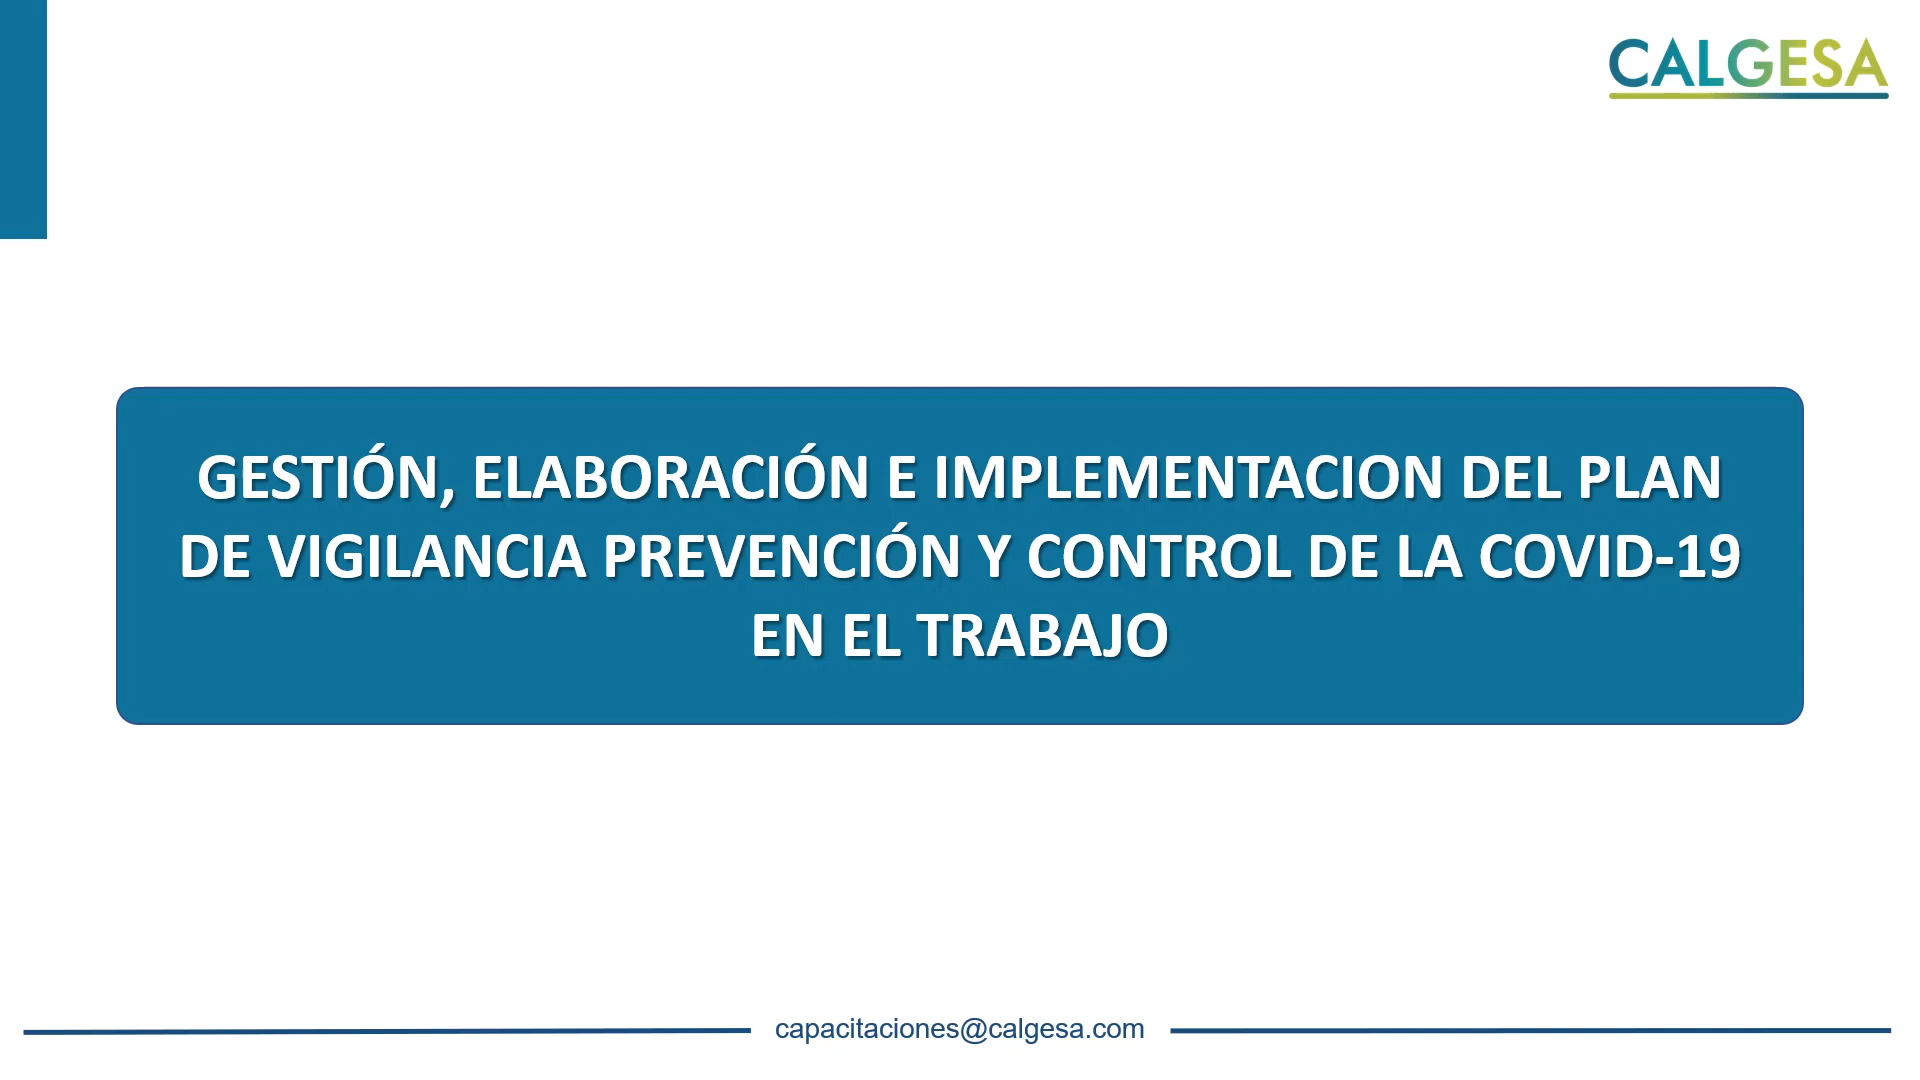 CALGESA
GESTIÓN, ELABORACIÓN E IMPLEMENTACION DEL PLAN
DE VIGILANCIA PREVENCIÓN Y CONTROL DE LA COVID-19
EN EL TRABAJO
capacitaciones@calgesa.com